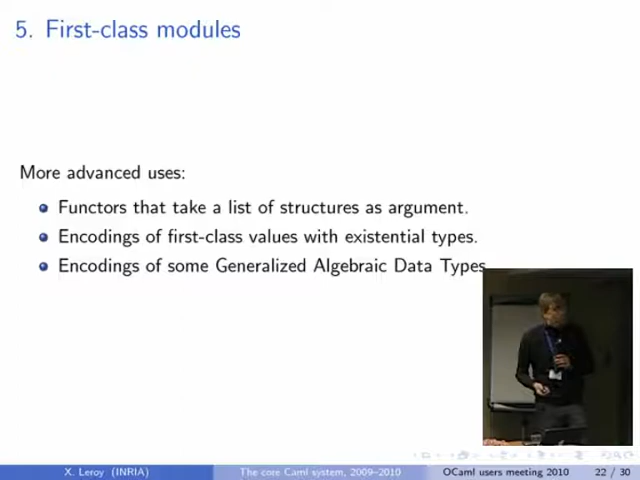 5. First-class modules
More advanced uses:
Functors that take a list of structures as argument.
Encodings of first-class values with existential types.
Encodings of some Generalized Algebraic Data Types
X. Leroy (INRIA) The core Caml system, 2009–2010 OCaml users meeting 2010 22 / 30